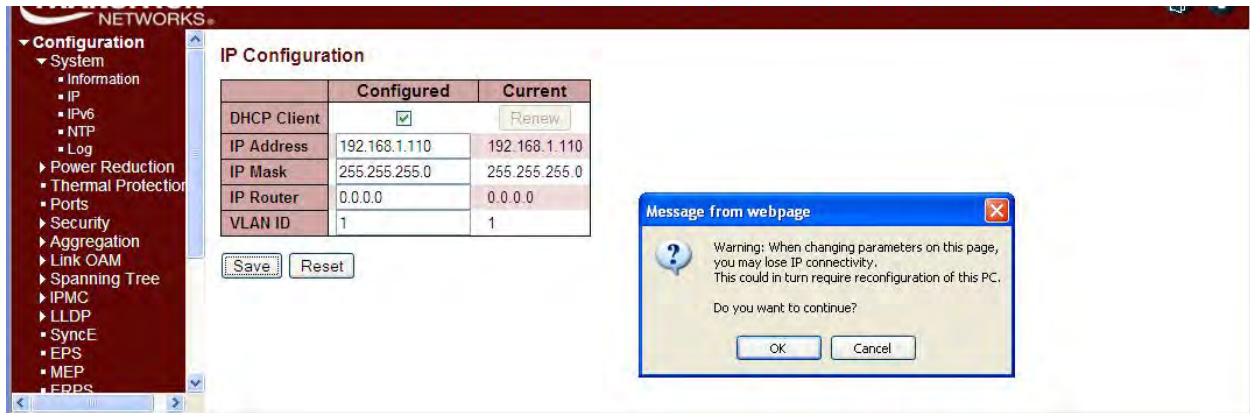 NETWORKS®
Configuration
System
Information
IP
IPv6
NTP
Log
Power Reduction
Thermal Protection
Ports
Security
Aggregation
Link OAM
Spanning Tree
IPMC
LLDP
SyncE
EPS
MEP
ERPS
IP Configuration
Configured Current
DHCP Client Renew
IP Address 192.168.1.110 192.168.1.110
IP Mask 255.255.255.0 255.255.255.0
IP Router 0.0.0.0 0.0.0.0
VLAN ID 1 1
Save Reset
Message from webpage
Warning: When changing parameters on this page,
you may lose IP connectivity.
This could in turn require reconfiguration of this PC.
Do you want to continue?
OK Cancel